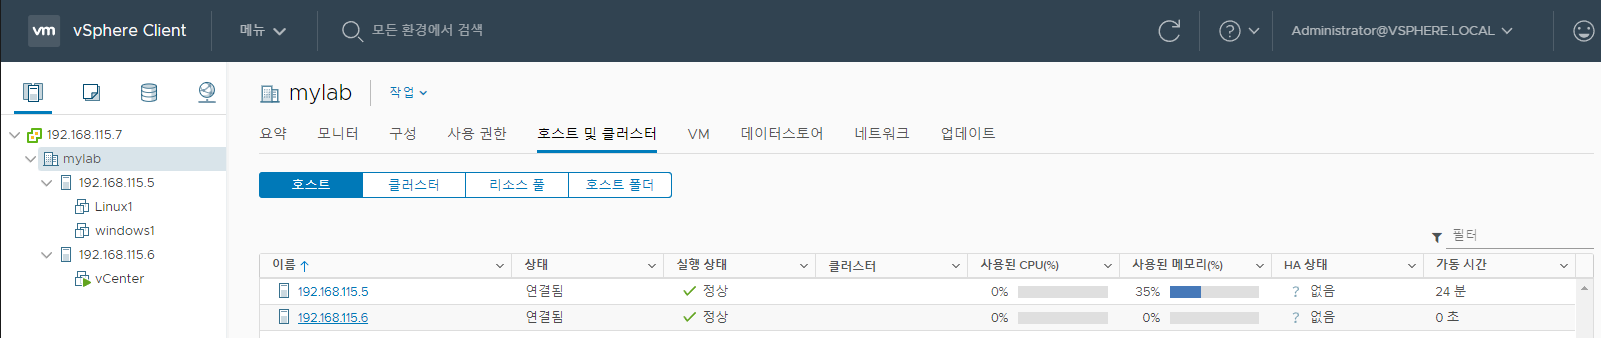 vm vSphere Client 메뉴 모든 환경에서 검색 ? Administrator@VSPHERE.LOCAL
mylab 작업
192.168.115.7
mylab
192.168.115.5
Linux1
windows1
192.168.115.6
vCenter
요약 모니터 구성 사용 권한 호스트 및 클러스터 VM 데이터스토어 네트워크 업데이트
호스트 클러스터 리소스 풀 호스트 폴더
필터
이름 상태 실행 상태 클러스터 사용된 CPU(%) 사용된 메모리(%) HA 상태 가동 시간
192.168.115.5 연결됨 정상 0% 35% ? 없음 24 분
192.168.115.6 연결됨 정상 0% 0% ? 없음 0 초